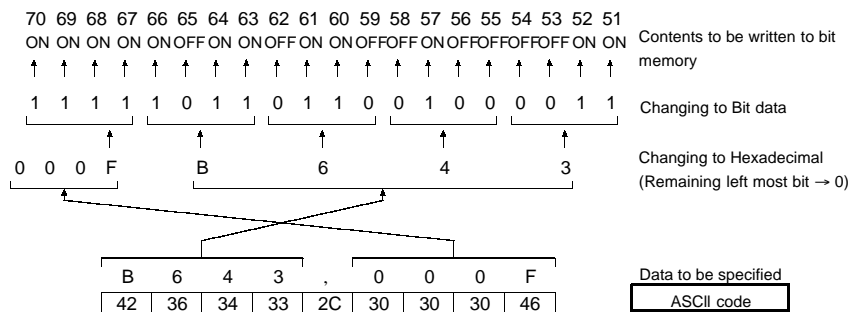 70 69 68 67 66 65 64 63 62 61 60 59 58 57 56 55 54 53 52 51
ON ON ON ON ON OFF ON ON OFF ON ON OFF OFF ON OFF OFF OFF OFF ON ON
Contents to be written to bit
memory
1 1 1 1 1 0 1 1 0 1 1 0 0 1 0 0 0 0 1 1 Changing to Bit data
0 0 0 F B 6 4 3 Changing to Hexadecimal
(Remaining left most bit → 0)
B 6 4 3 , 0 0 0 F Data to be specified
42 36 34 33 2C 30 30 30 46 ASCII code